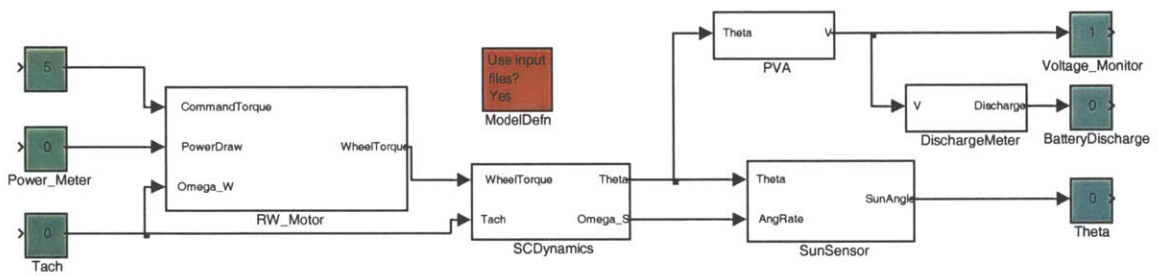 5
CommandTorque
PowerDraw
WheelTorque
Omega_W
RW_Motor
0
Power_Meter
0
Tach
Use input
files?
Yes
ModelDefn
WheelTorque
Theta
Tach
Omega_S
SCDynamics
Theta
V
PVA
1
Voltage_Monitor
V
Discharge
DischargeMeter
0
BatteryDischarge
Theta
SunAngle
AngRate
SunSensor
0
Theta